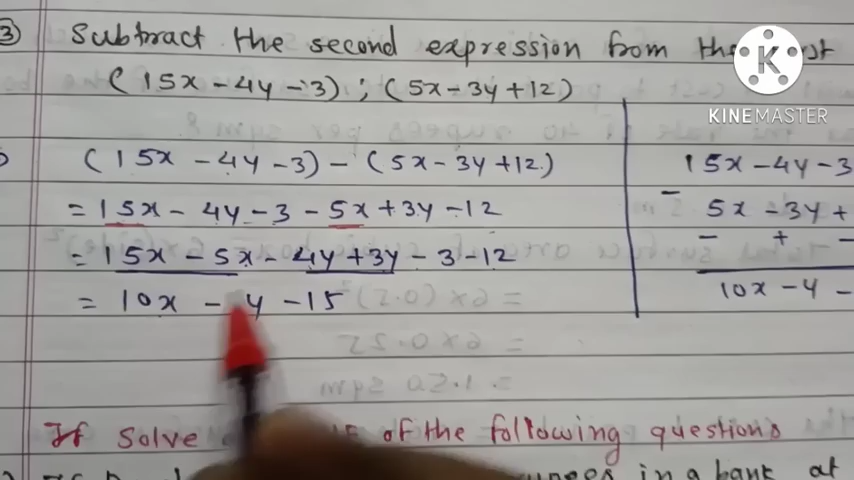 ③ Subtract the second expression from the
(15x - 4y - 3) ; (5x - 3y + 12)
KINEMASTER
(15x - 4y - 3) - (5x - 3y + 12)
= 15x - 4y - 3 - 5x + 3y - 12
= 15x - 5x - 4y + 3y - 3 - 12
= 10x - y - 15
15x - 4y - 3
- 5x - 3y +
- + -
10x - y -
If Solve of the following questions
in a bank at